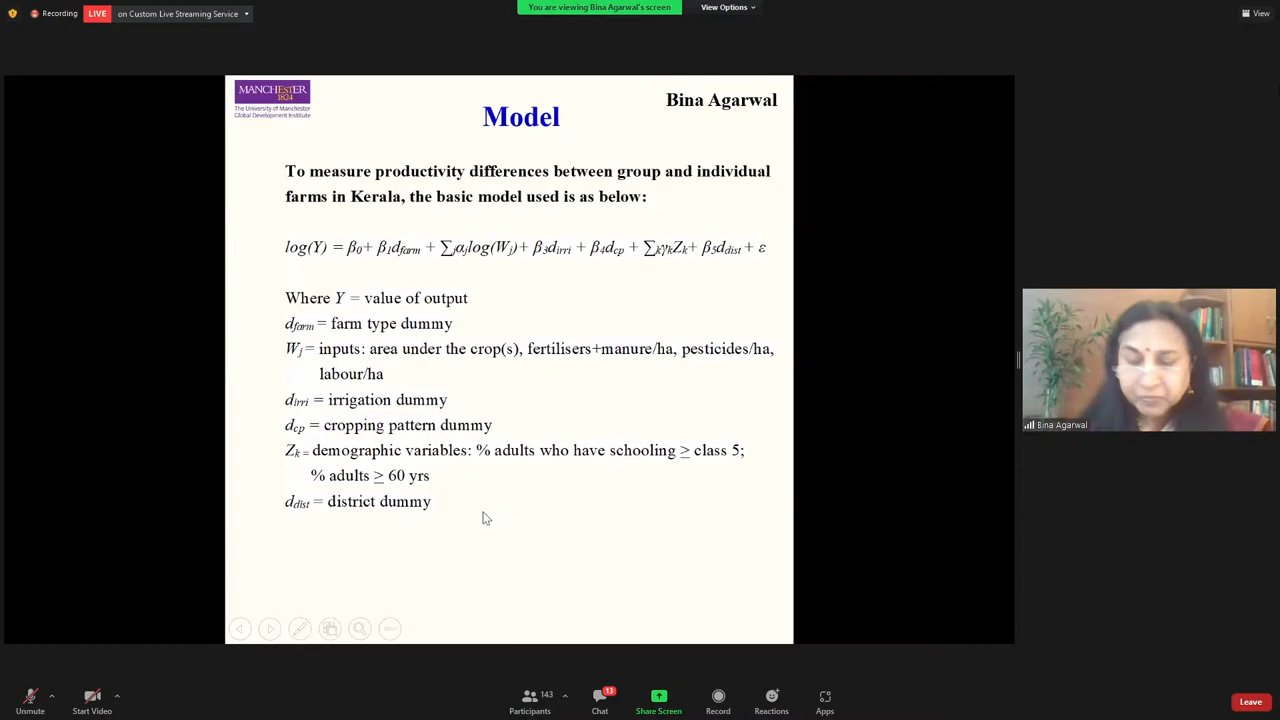 Recording
LIVE
on Custom Live Streaming Service
You are viewing Bina Agarwal's screen
View Options
View
MANCHESTER
1824
The University of Manchester
Global Development Institute
Bina Agarwal
Model
To measure productivity differences between group and individual
farms in Kerala, the basic model used is as below:
log(Y) = β0+ β1dfarm + ∑jαjlog(Wj)+ β3dirri + β4dcp + ∑kγkZk+ β5ddist + ε
Where Y = value of output
dfarm = farm type dummy
Wj = inputs: area under the crop(s), fertilisers+manure/ha, pesticides/ha,
labour/ha
dirri = irrigation dummy
dcp = cropping pattern dummy
Zk = demographic variables: % adults who have schooling ≥ class 5;
% adults ≥ 60 yrs
ddist = district dummy
Bina Agarwal
Unmute
Start Video
143
Participants
13
Chat
Share Screen
Record
Reactions
Apps
Leave